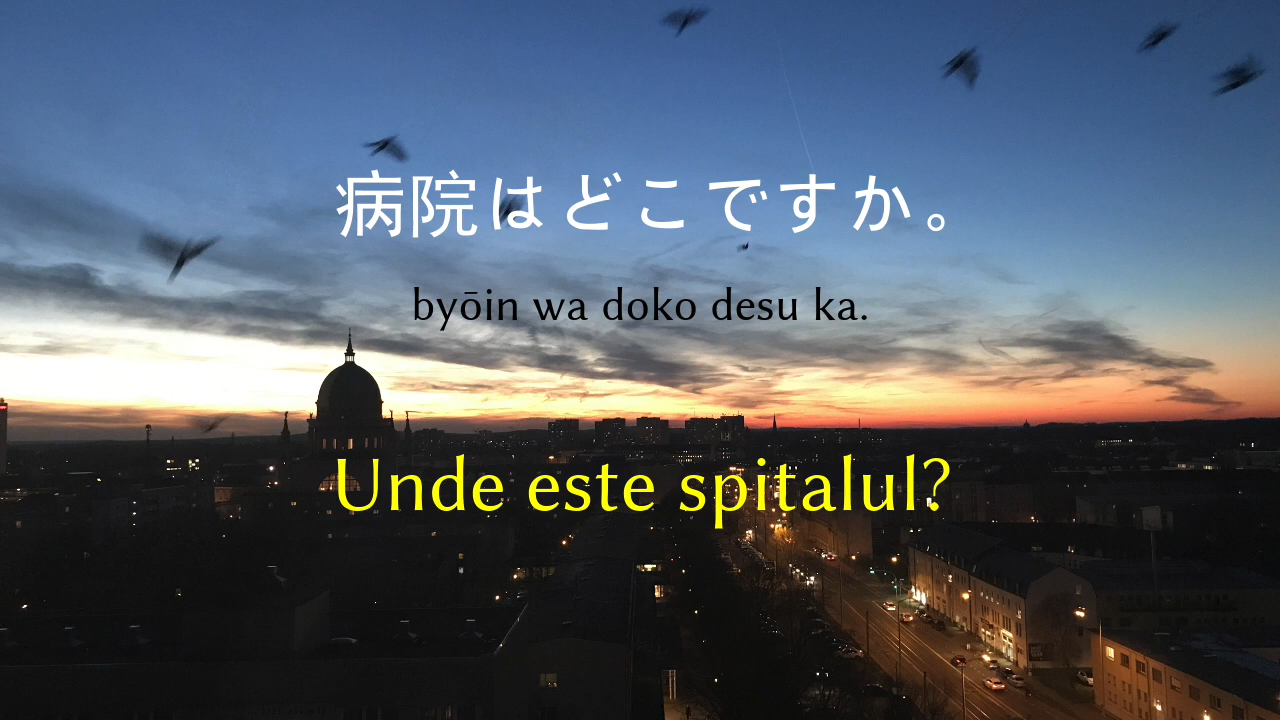 病院はどこですか。
byōin wa doko desu ka.
Unde este spitalul?